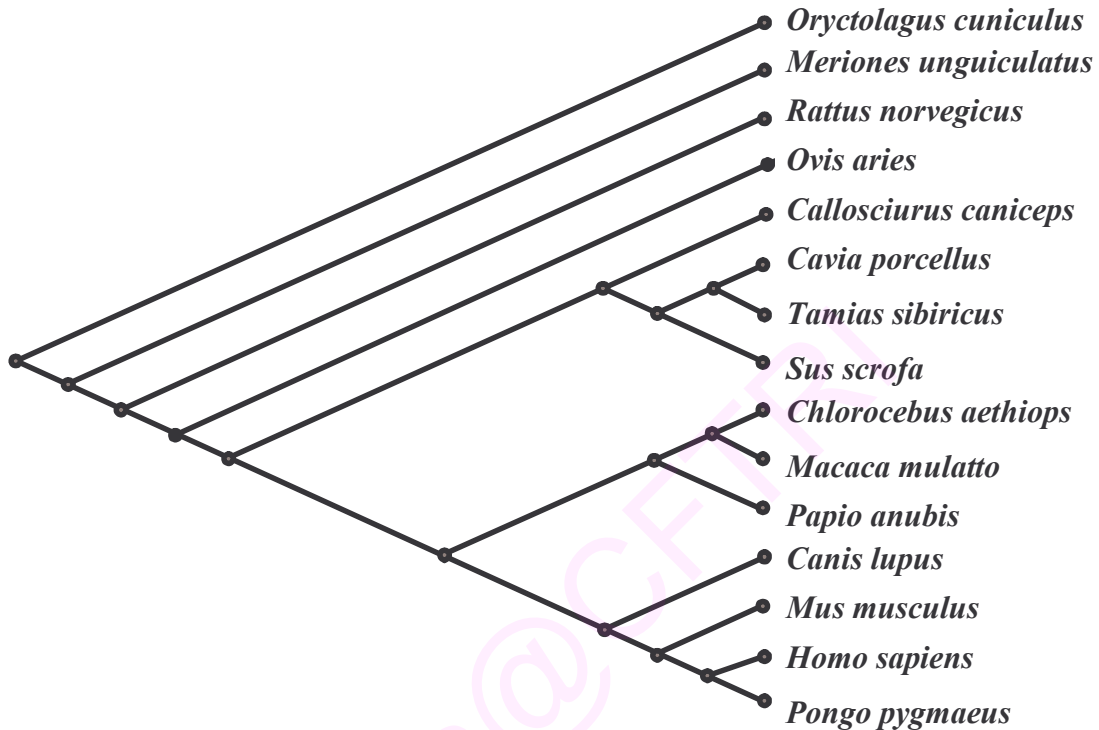 Oryctolagus cuniculus
Meriones unguiculatus
Rattus norvegicus
Ovis aries
Callosciurus caniceps
Cavia porcellus
Tamias sibiricus
Sus scrofa
Chlorocebus aethiops
Macaca mulatto
Papio anubis
Canis lupus
Mus musculus
Homo sapiens
Pongo pygmaeus
@CFTRI